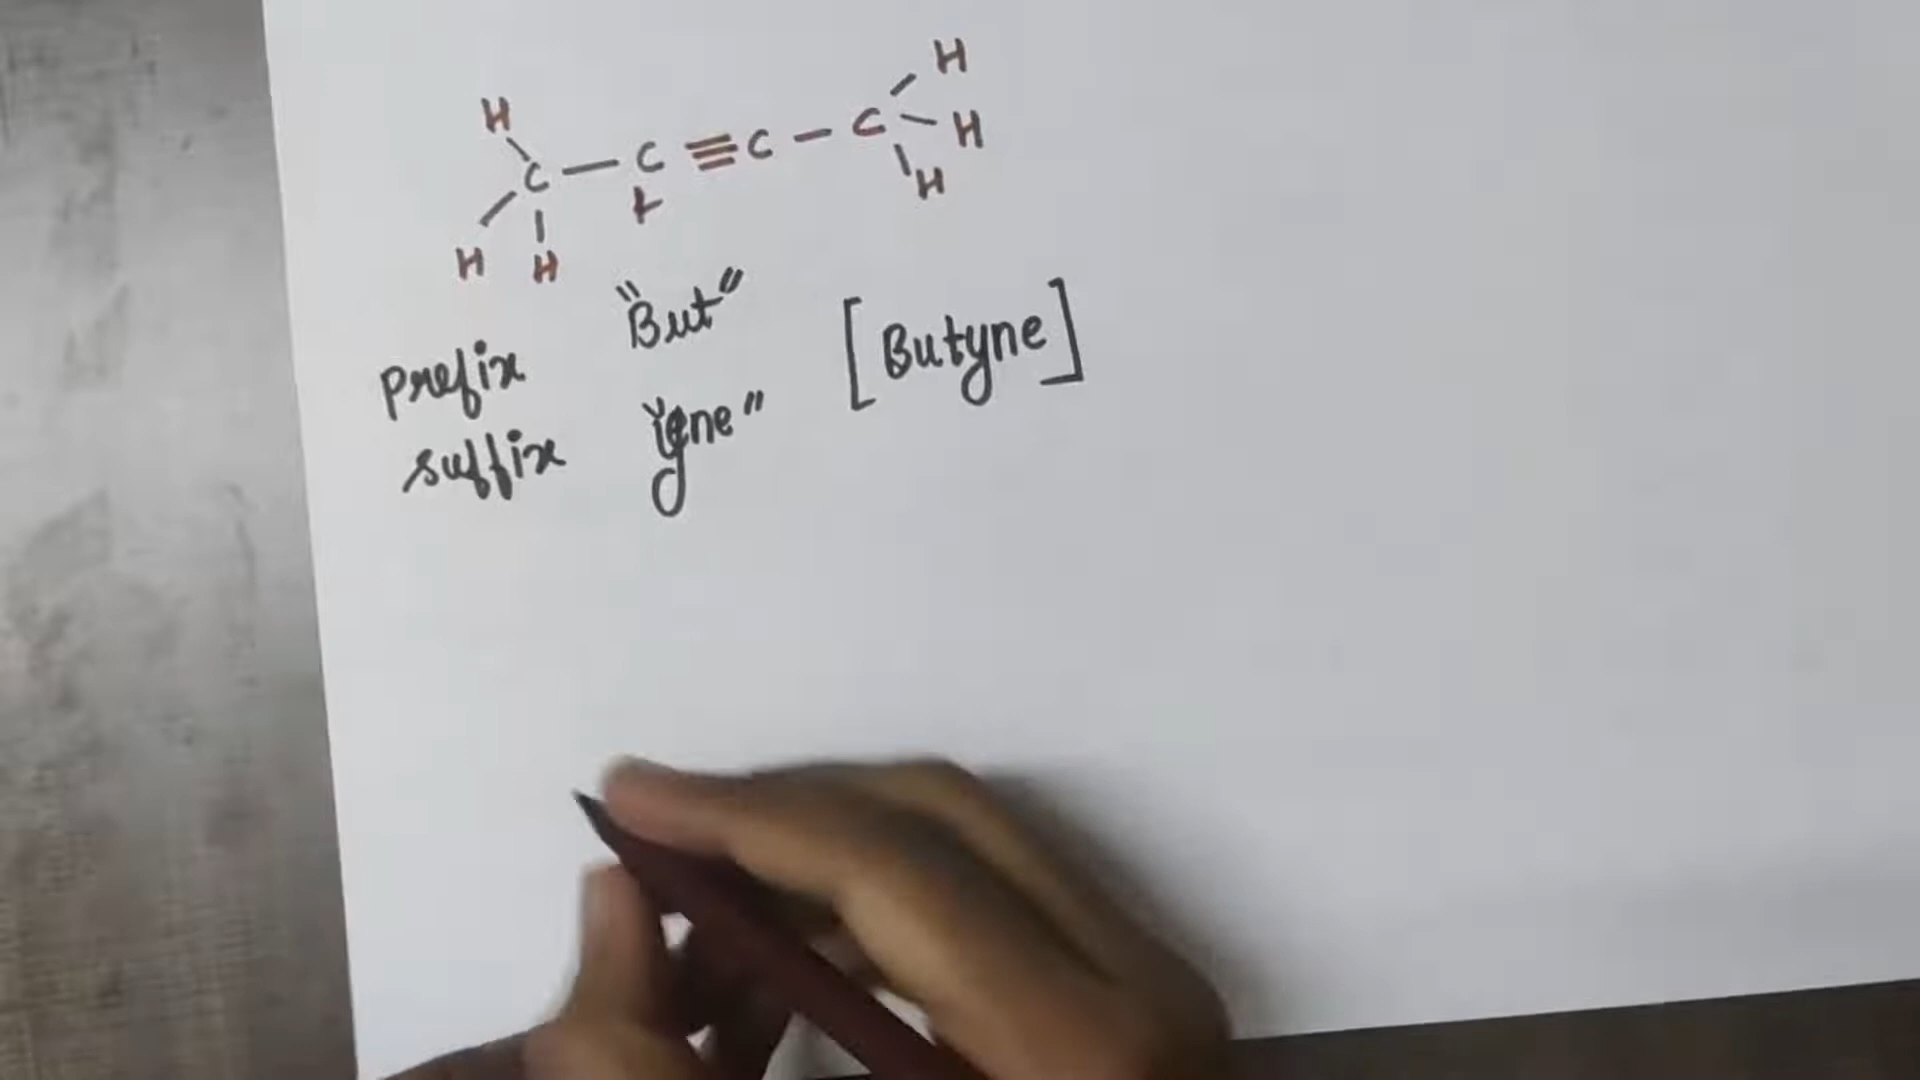 H
H
C — C ≡ C — C — H
H
H H
prefix "But" [Butyne]
suffix "yne"